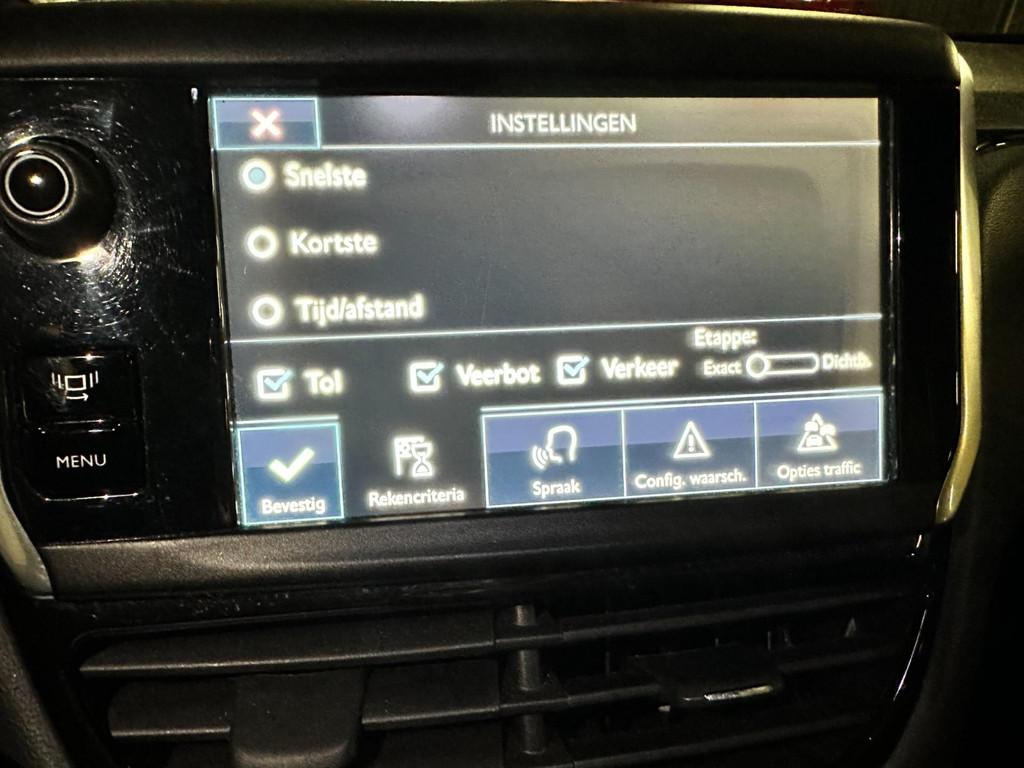 INSTELLINGEN
Snelste
Kortste
Tijd/afstand
Etappe:
Tol Veerbot Verkeer Exact Dichtb.
MENU
Bevestig Rekencriteria Spraak Config. waarsch. Opties traffic